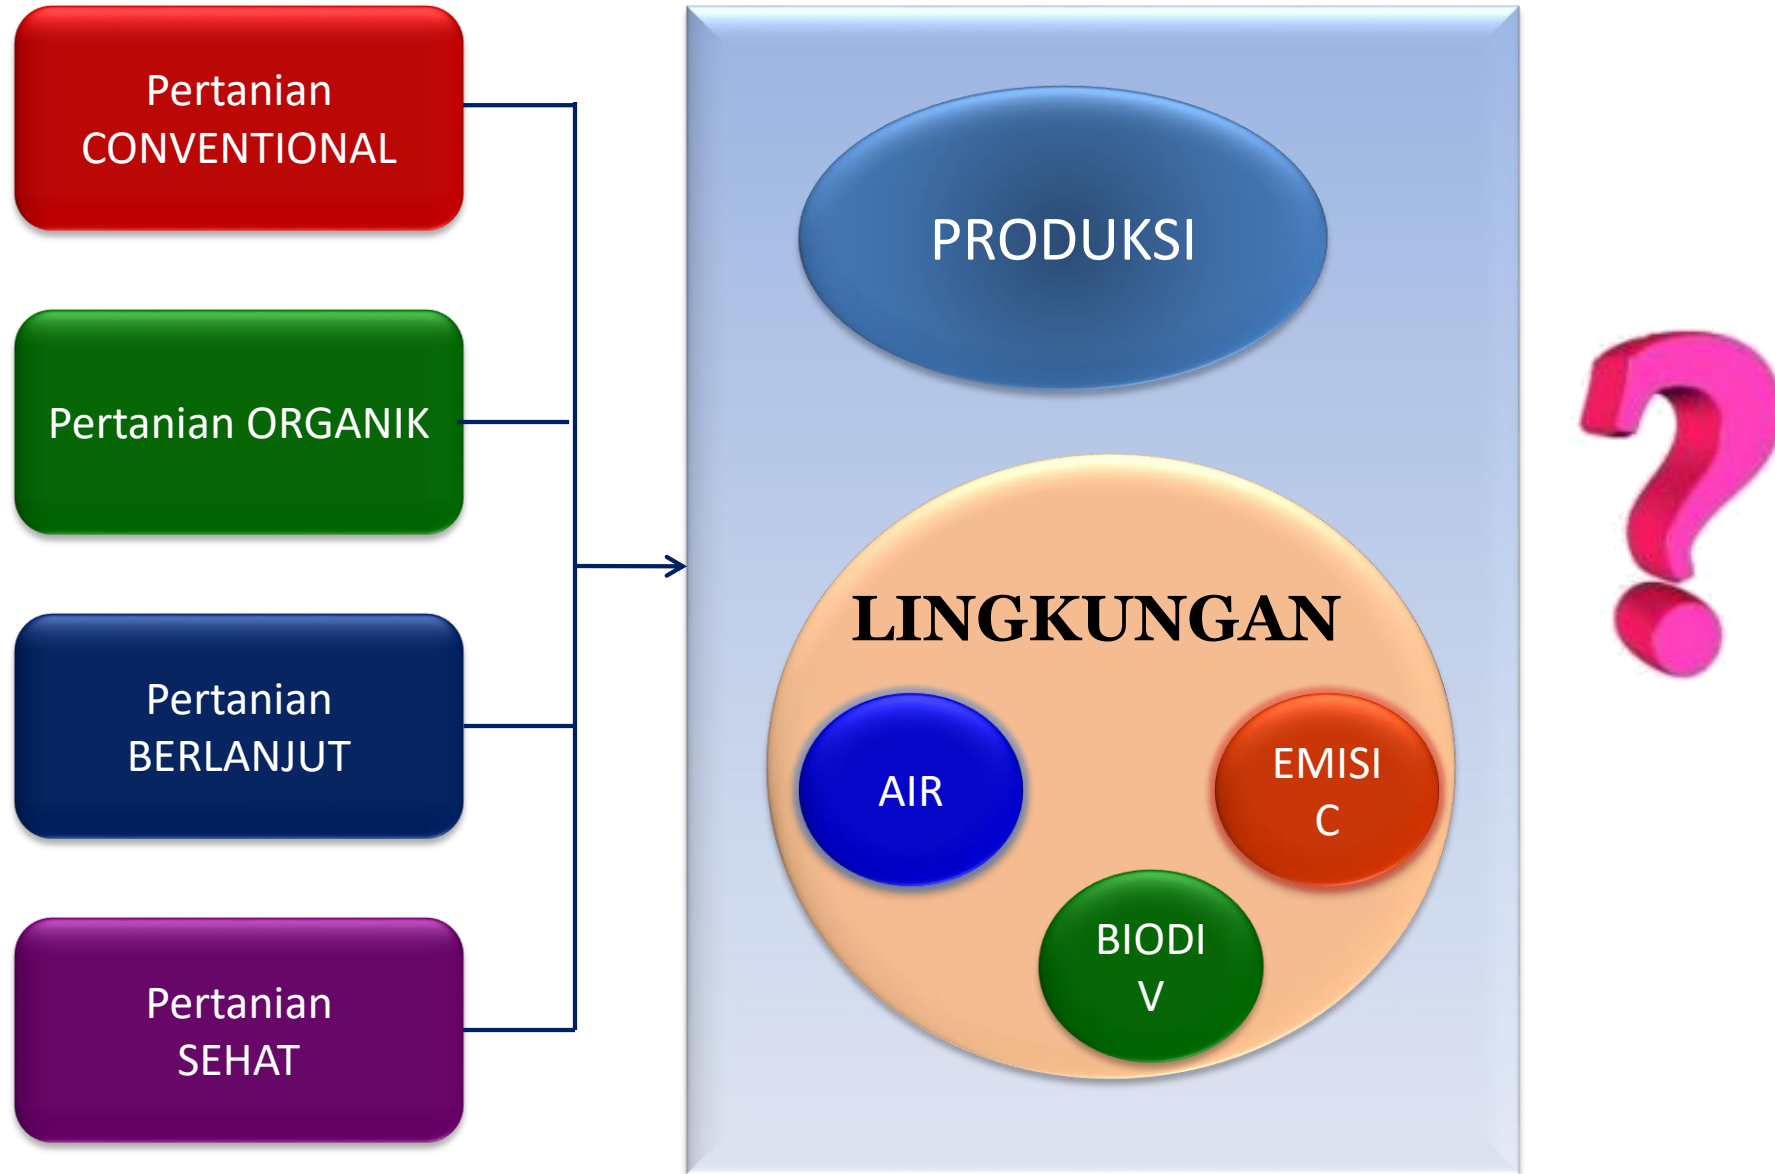 Pertanian
CONVENTIONAL
Pertanian ORGANIK
Pertanian
BERLANJUT
Pertanian
SEHAT
PRODUKSI
LINGKUNGAN
AIR
EMISI
C
BIODI
V
?